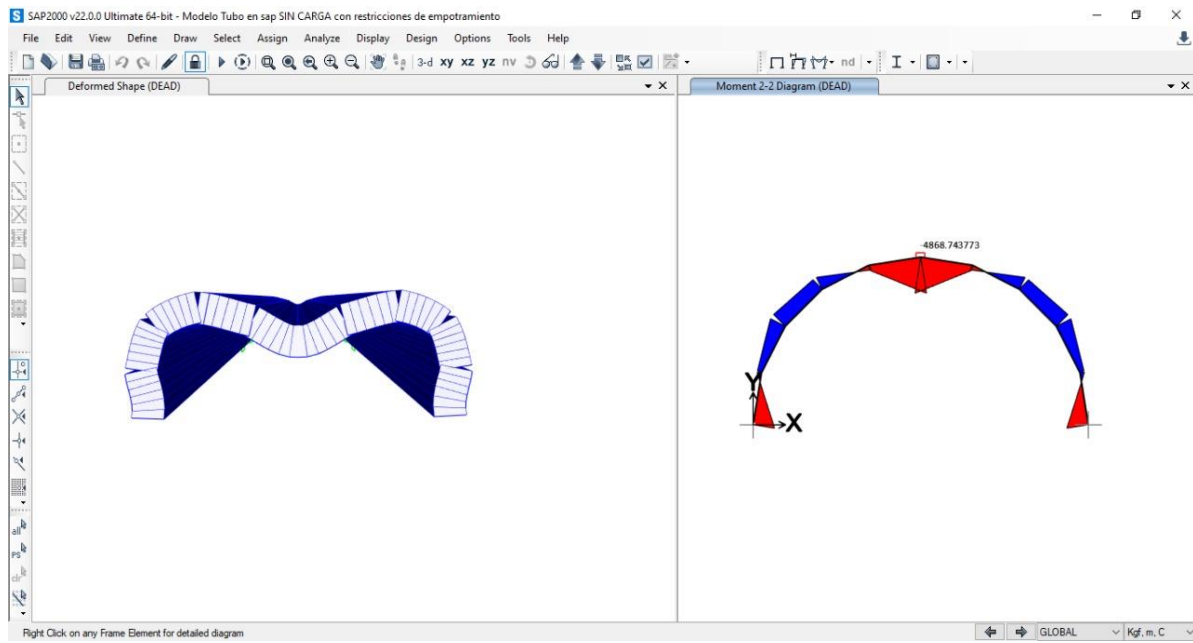 SAP2000 v22.0.0 Ultimate 64-bit - Modelo Tubo en sap SIN CARGA con restricciones de empotramiento
File Edit View Define Draw Select Assign Analyze Display Design Options Tools Help
3-d xy xz yz nv nd
Deformed Shape (DEAD)
Moment 2-2 Diagram (DEAD)
-4868.743773
Y
X
all
PS
clr
Right Click on any Frame Element for detailed diagram
GLOBAL
Kgf, m, C